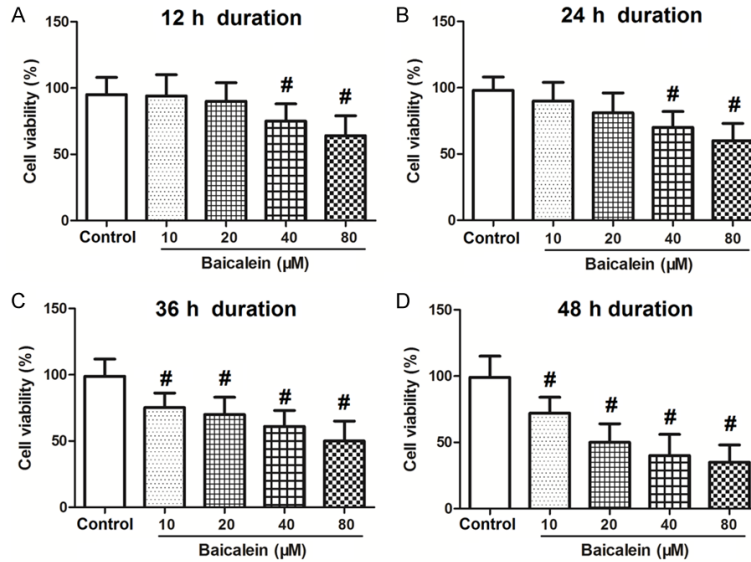 A
12 h duration
Cell viability (%)
150
100
50
0
#
#
Control
10
20
40
80
Baicalein (µM)
B
24 h duration
Cell viability (%)
150
100
50
0
#
#
Control
10
20
40
80
Baicalein (µM)
C
36 h duration
Cell viability (%)
150
100
50
0
#
#
#
#
Control
10
20
40
80
Baicalein (µM)
D
48 h duration
Cell viability (%)
150
100
50
0
#
#
#
#
Control
10
20
40
80
Baicalein (µM)